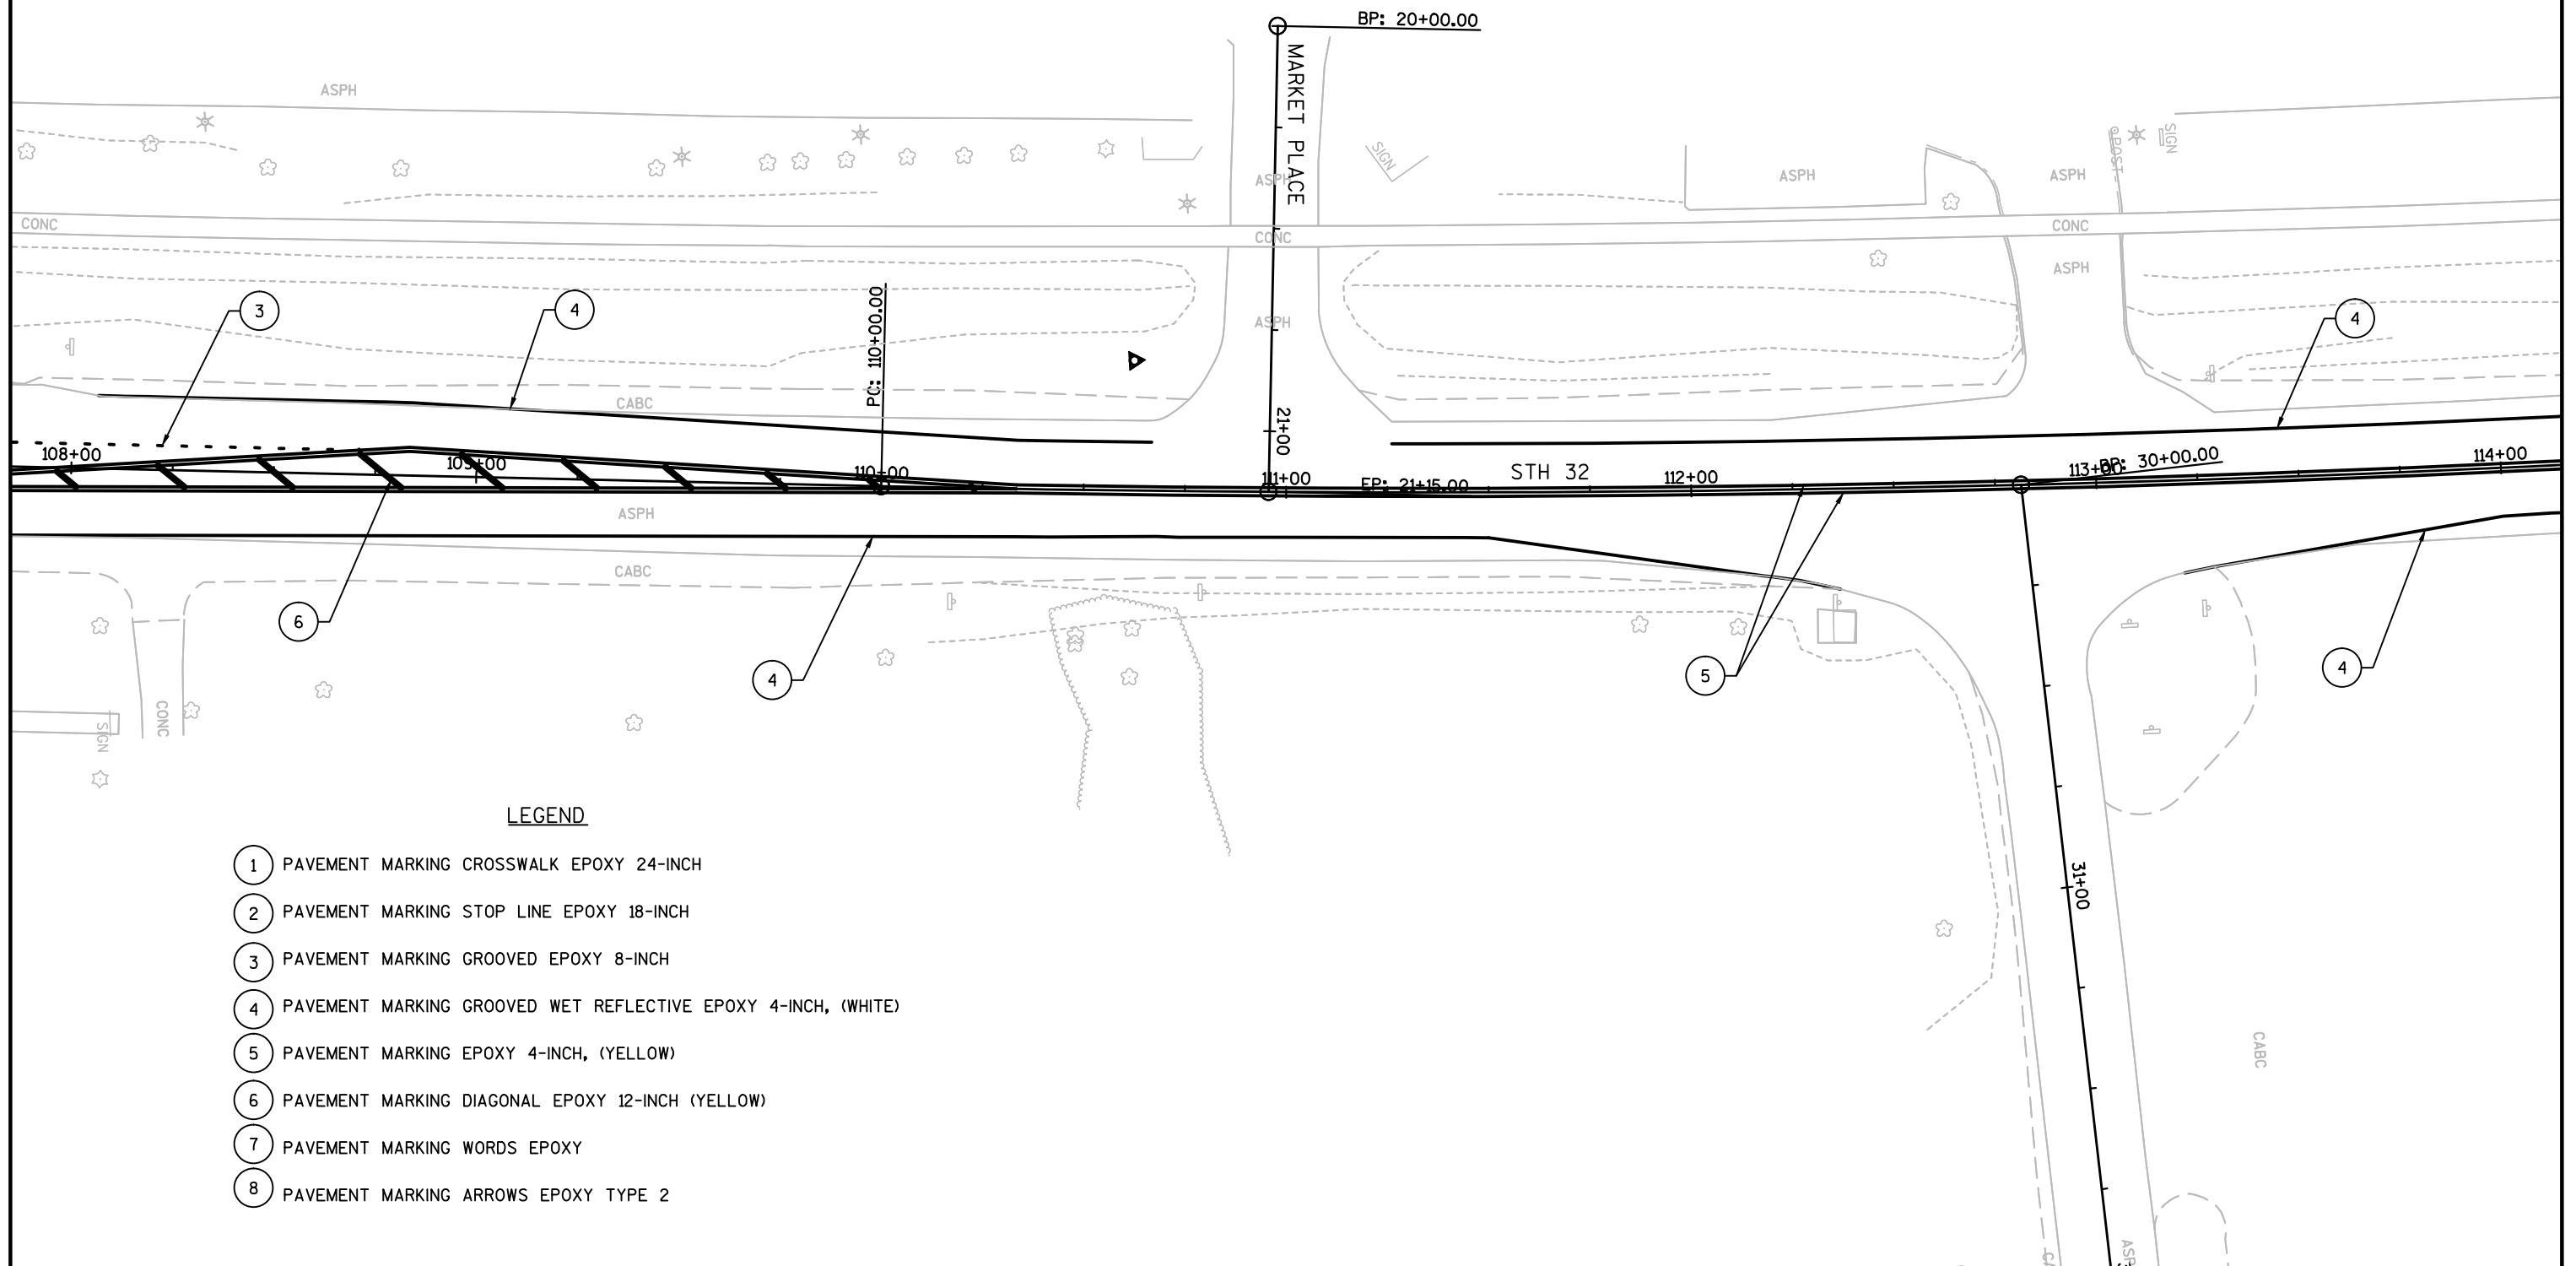 BP: 20+00.00
MARKET PLACE
ASPH
SIGN
POST
SIGN
ASPH
ASPH
ASPH
CONC
CONC
CONC
ASPH
ASPH
3
4
4
PC: 110+00.00
CABC
21+00
108+00
109+00
110+00
111+00
EP: 21+15.00
STH 32
112+00
113+00
BP: 30+00.00
114+00
ASPH
CABC
6
4
5
4
CONC
SIGN
31+00
CABC
LEGEND
1 PAVEMENT MARKING CROSSWALK EPOXY 24-INCH
2 PAVEMENT MARKING STOP LINE EPOXY 18-INCH
3 PAVEMENT MARKING GROOVED EPOXY 8-INCH
4 PAVEMENT MARKING GROOVED WET REFLECTIVE EPOXY 4-INCH, (WHITE)
5 PAVEMENT MARKING EPOXY 4-INCH, (YELLOW)
6 PAVEMENT MARKING DIAGONAL EPOXY 12-INCH (YELLOW)
7 PAVEMENT MARKING WORDS EPOXY
8 PAVEMENT MARKING ARROWS EPOXY TYPE 2